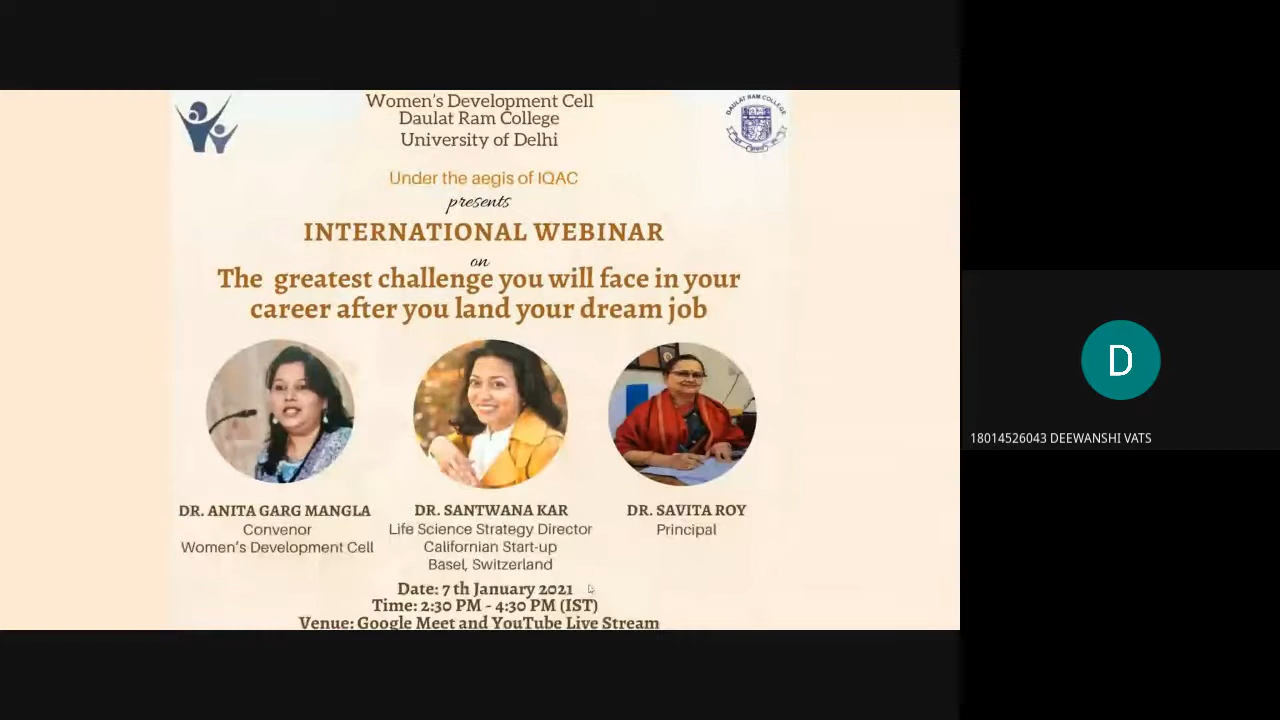 Women's Development Cell
Daulat Ram College
University of Delhi
DAULAT RAM COLLEGE
Under the aegis of IQAC
presents
INTERNATIONAL WEBINAR
on
The greatest challenge you will face in your
career after you land your dream job
DR. ANITA GARG MANGLA
Convenor
Women's Development Cell
DR. SANTWANA KAR
Life Science Strategy Director
Californian Start-up
Basel, Switzerland
DR. SAVITA ROY
Principal
Date: 7 th January 2021
Time: 2:30 PM - 4:30 PM (IST)
Venue: Google Meet and YouTube Live Stream
D
18014526043 DEEWANSHI VATS